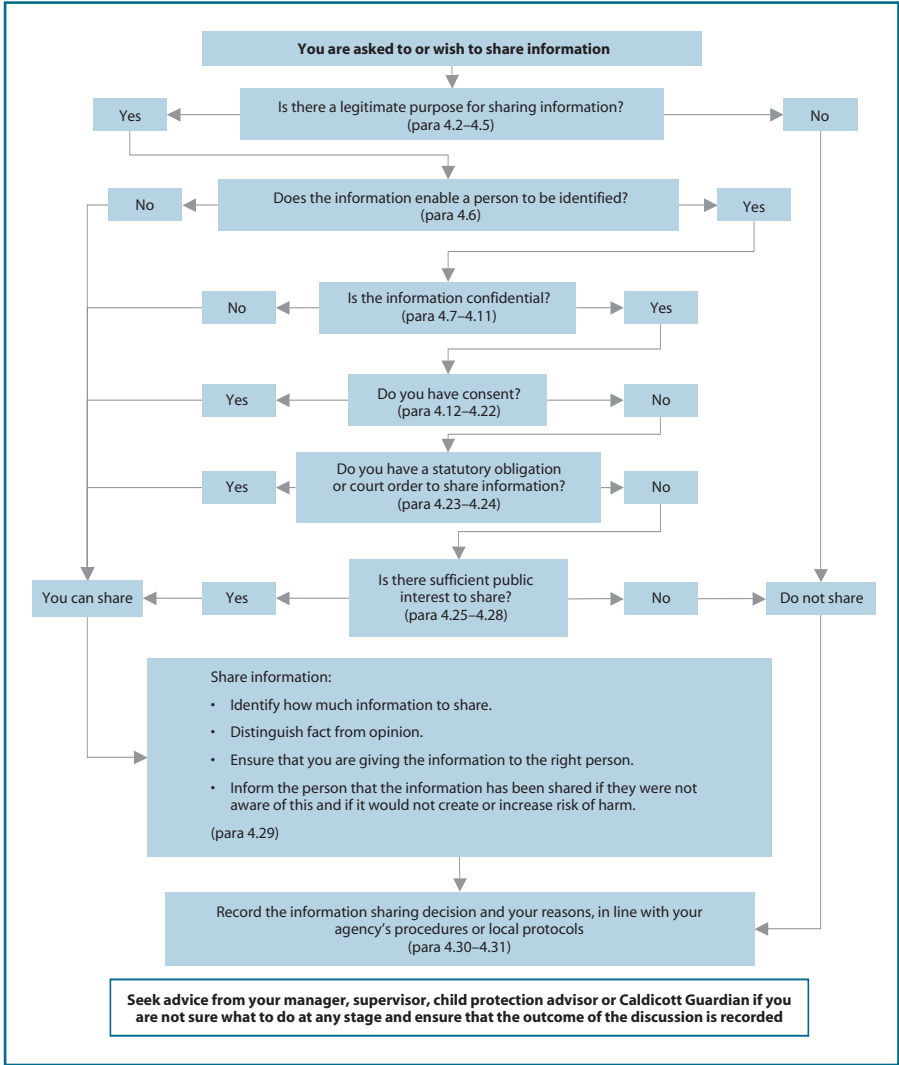 You are asked to or wish to share information
Is there a legitimate purpose for sharing information?
(para 4.2–4.5)
Yes
No
Does the information enable a person to be identified?
(para 4.6)
No
Yes
Is the information confidential?
(para 4.7–4.11)
No
Yes
Do you have consent?
(para 4.12–4.22)
Yes
No
Do you have a statutory obligation
or court order to share information?
(para 4.23–4.24)
Yes
No
Is there sufficient public
interest to share?
(para 4.25–4.28)
You can share
Yes
No
Do not share
Share information:
• Identify how much information to share.
• Distinguish fact from opinion.
• Ensure that you are giving the information to the right person.
• Inform the person that the information has been shared if they were not
aware of this and if it would not create or increase risk of harm.
(para 4.29)
Record the information sharing decision and your reasons, in line with your
agency’s procedures or local protocols
(para 4.30–4.31)
Seek advice from your manager, supervisor, child protection advisor or Caldicott Guardian if you
are not sure what to do at any stage and ensure that the outcome of the discussion is recorded